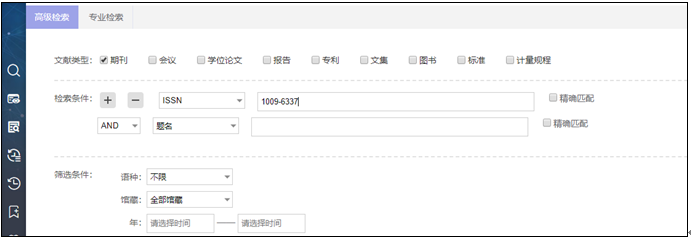 高级检索 专业检索
文献类型： 期刊 会议 学位论文 报告 专利 文集 图书 标准 计量规程
检索条件： + − ISSN 1009-6337 精确匹配
AND 题名 精确匹配
筛选条件： 语种： 不限
馆藏： 全部馆藏
年： 请选择时间 —— 请选择时间